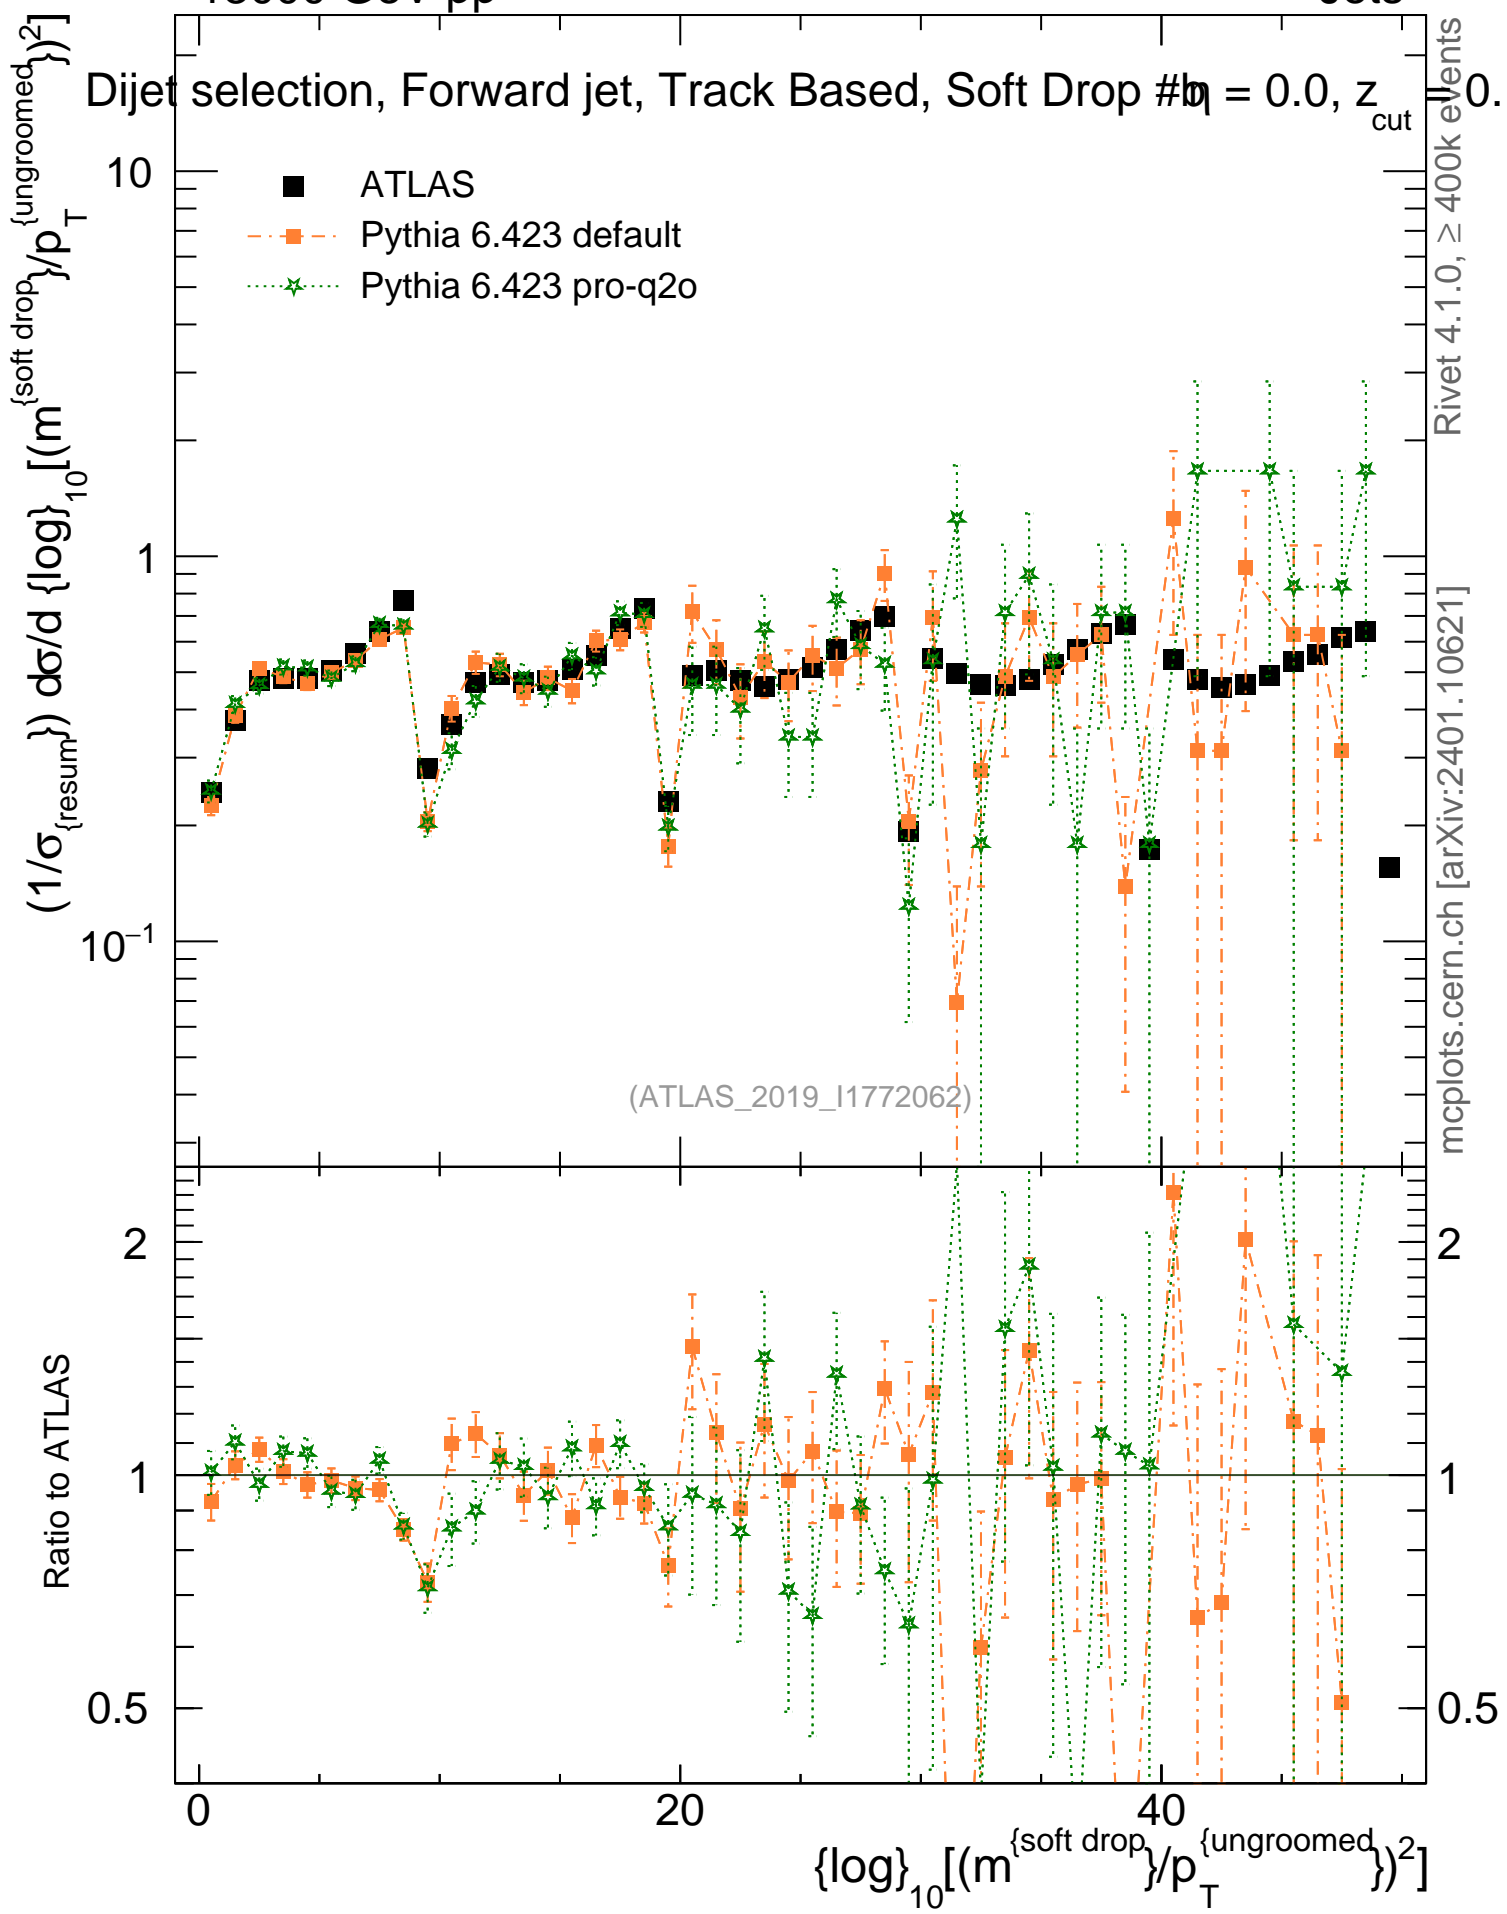 Dijet selection, Forward jet, Track Based, Soft Drop = 0.0, z_cut = 0.
ATLAS
Pythia 6.423 default
Pythia 6.423 pro-q2o
(1/σ_{resum}) dσ/d {log}_10[(m^{soft drop}/p_T^{ungroomed})^2]
10
1
10^−1
(ATLAS_2019_I1772062)
Rivet 4.1.0, ≥ 400k events
mcplots.cern.ch [arXiv:2401.10621]
Ratio to ATLAS
2
1
0.5
2
1
0.5
0
20
40
{log}_10[(m^{soft drop}/p_T^{ungroomed})^2]